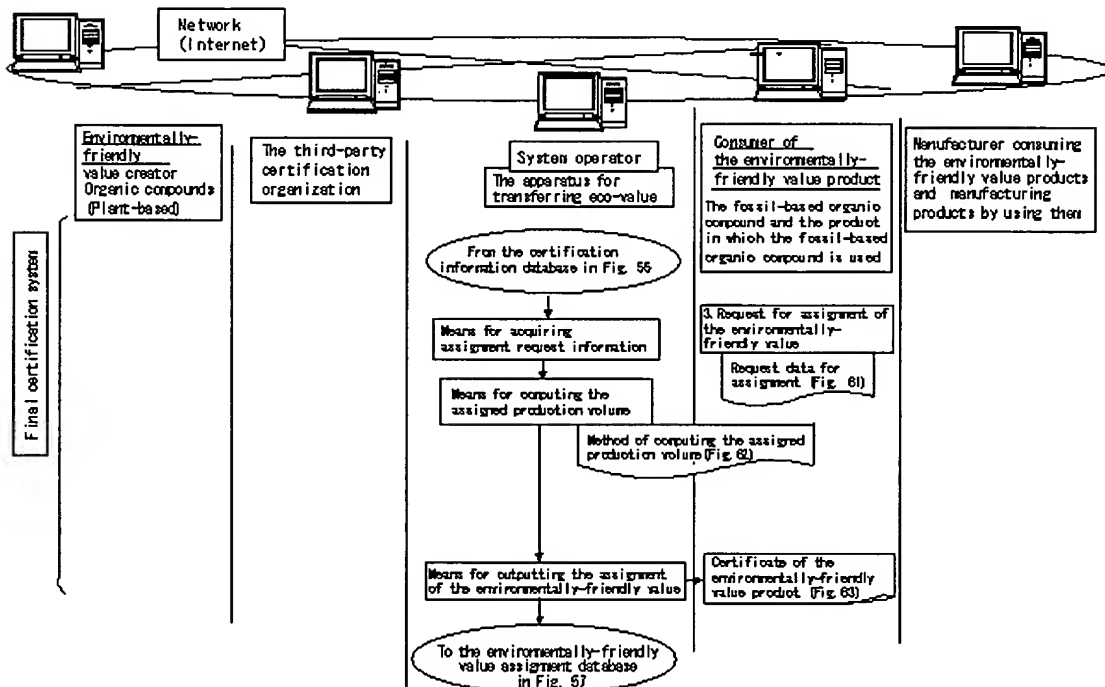 Network
(Internet)
Environmentally-
friendly
value creator
Organic compounds
(Plant-based)
The third-party
certification
organization
System operator
The apparatus for
transferring eco-value
Consumer of
the environmentally-
friendly value product
The fossil-based organic
compound and the product
in which the fossil-based
organic compound is used
Manufacturer consuming
the environmentally-
friendly value products
and manufacturing
products by using them
Final certification system
From the certification
information database in Fig. 55
Means for acquiring
assignment request information
3. Request for assignment of
the environmentally-
friendly value
Request data for
assignment (Fig. 61)
Means for computing the
assigned production volume
Method of computing the assigned
production volume (Fig. 62)
Means for outputting the assignment
of the environmentally-friendly value
Certificate of the
environmentally-friendly
value product (Fig. 63)
To the environmentally-friendly
value assignment database
in Fig. 57